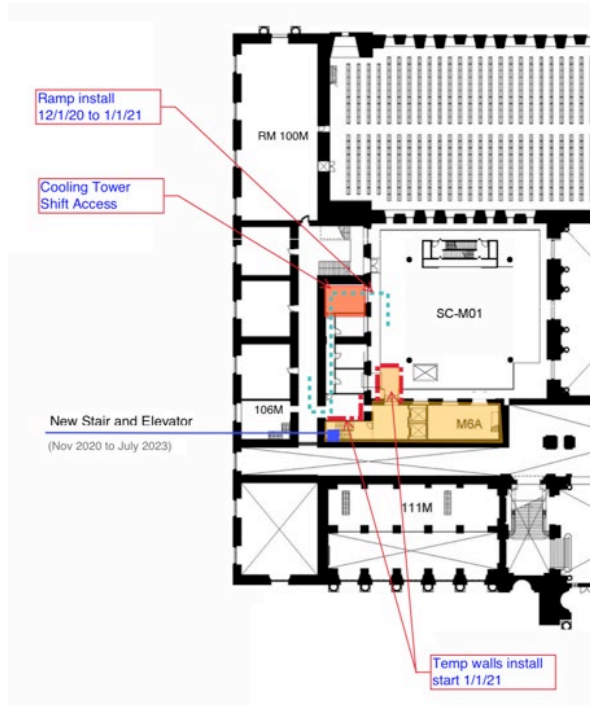 Ramp install
12/1/20 to 1/1/21
RM 100M
Cooling Tower
Shift Access
SC-M01
106M
New Stair and Elevator
M6A
(Nov 2020 to July 2023)
111M
Temp walls install
start 1/1/21